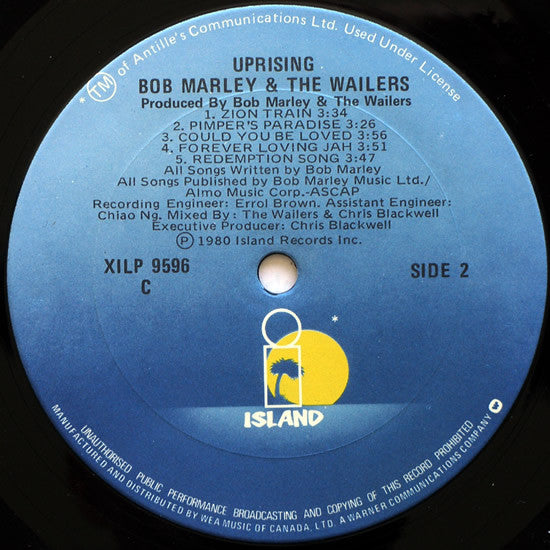 * TM of Antille's Communications Ltd. Used Under License
UPRISING
BOB MARLEY & THE WAILERS
Produced By Bob Marley & The Wailers
1. ZION TRAIN 3:34
2. PIMPER'S PARADISE 3:26
3. COULD YOU BE LOVED 3:56
4. FOREVER LOVING JAH 3:51
5. REDEMPTION SONG 3:47
All Songs Written by Bob Marley
All Songs Published by Bob Marley Music Ltd./
Almo Music Corp.-ASCAP
Recording Engineer: Errol Brown. Assistant Engineer:
Chiao Ng. Mixed By: The Wailers & Chris Blackwell
Executive Producer: Chris Blackwell
℗ 1980 Island Records Inc.
XILP 9596
C
SIDE 2
i *
ISLAND
UNAUTHORISED PUBLIC PERFORMANCE BROADCASTING AND COPYING OF THIS RECORD PROHIBITED
MANUFACTURED AND DISTRIBUTED BY WEA MUSIC OF CANADA, LTD. A WARNER COMMUNICATIONS COMPANY